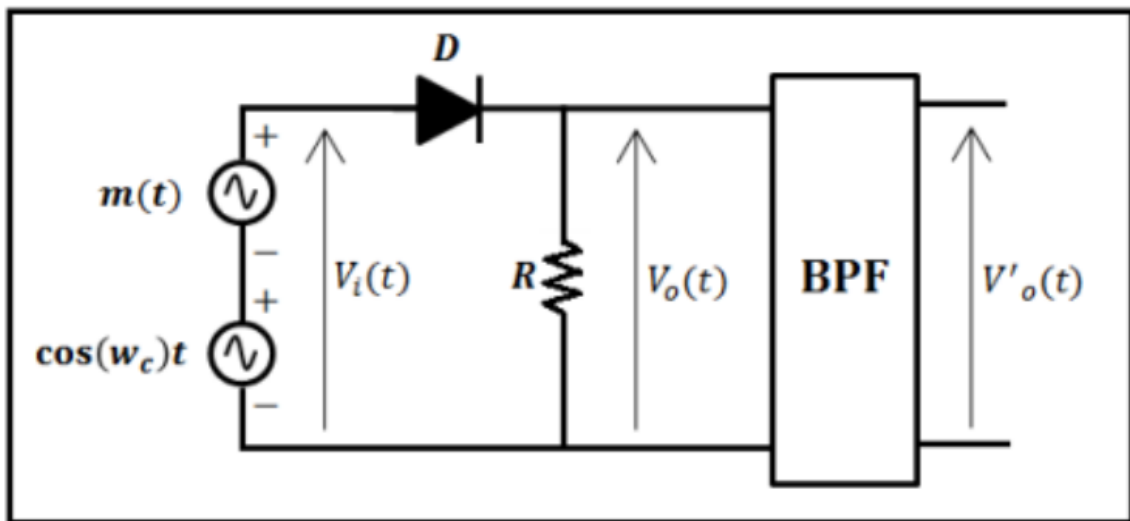 D
+
m(t)
−
+
cos(w_c)t
−
V_i(t)
R
V_o(t)
BPF
V'_o(t)